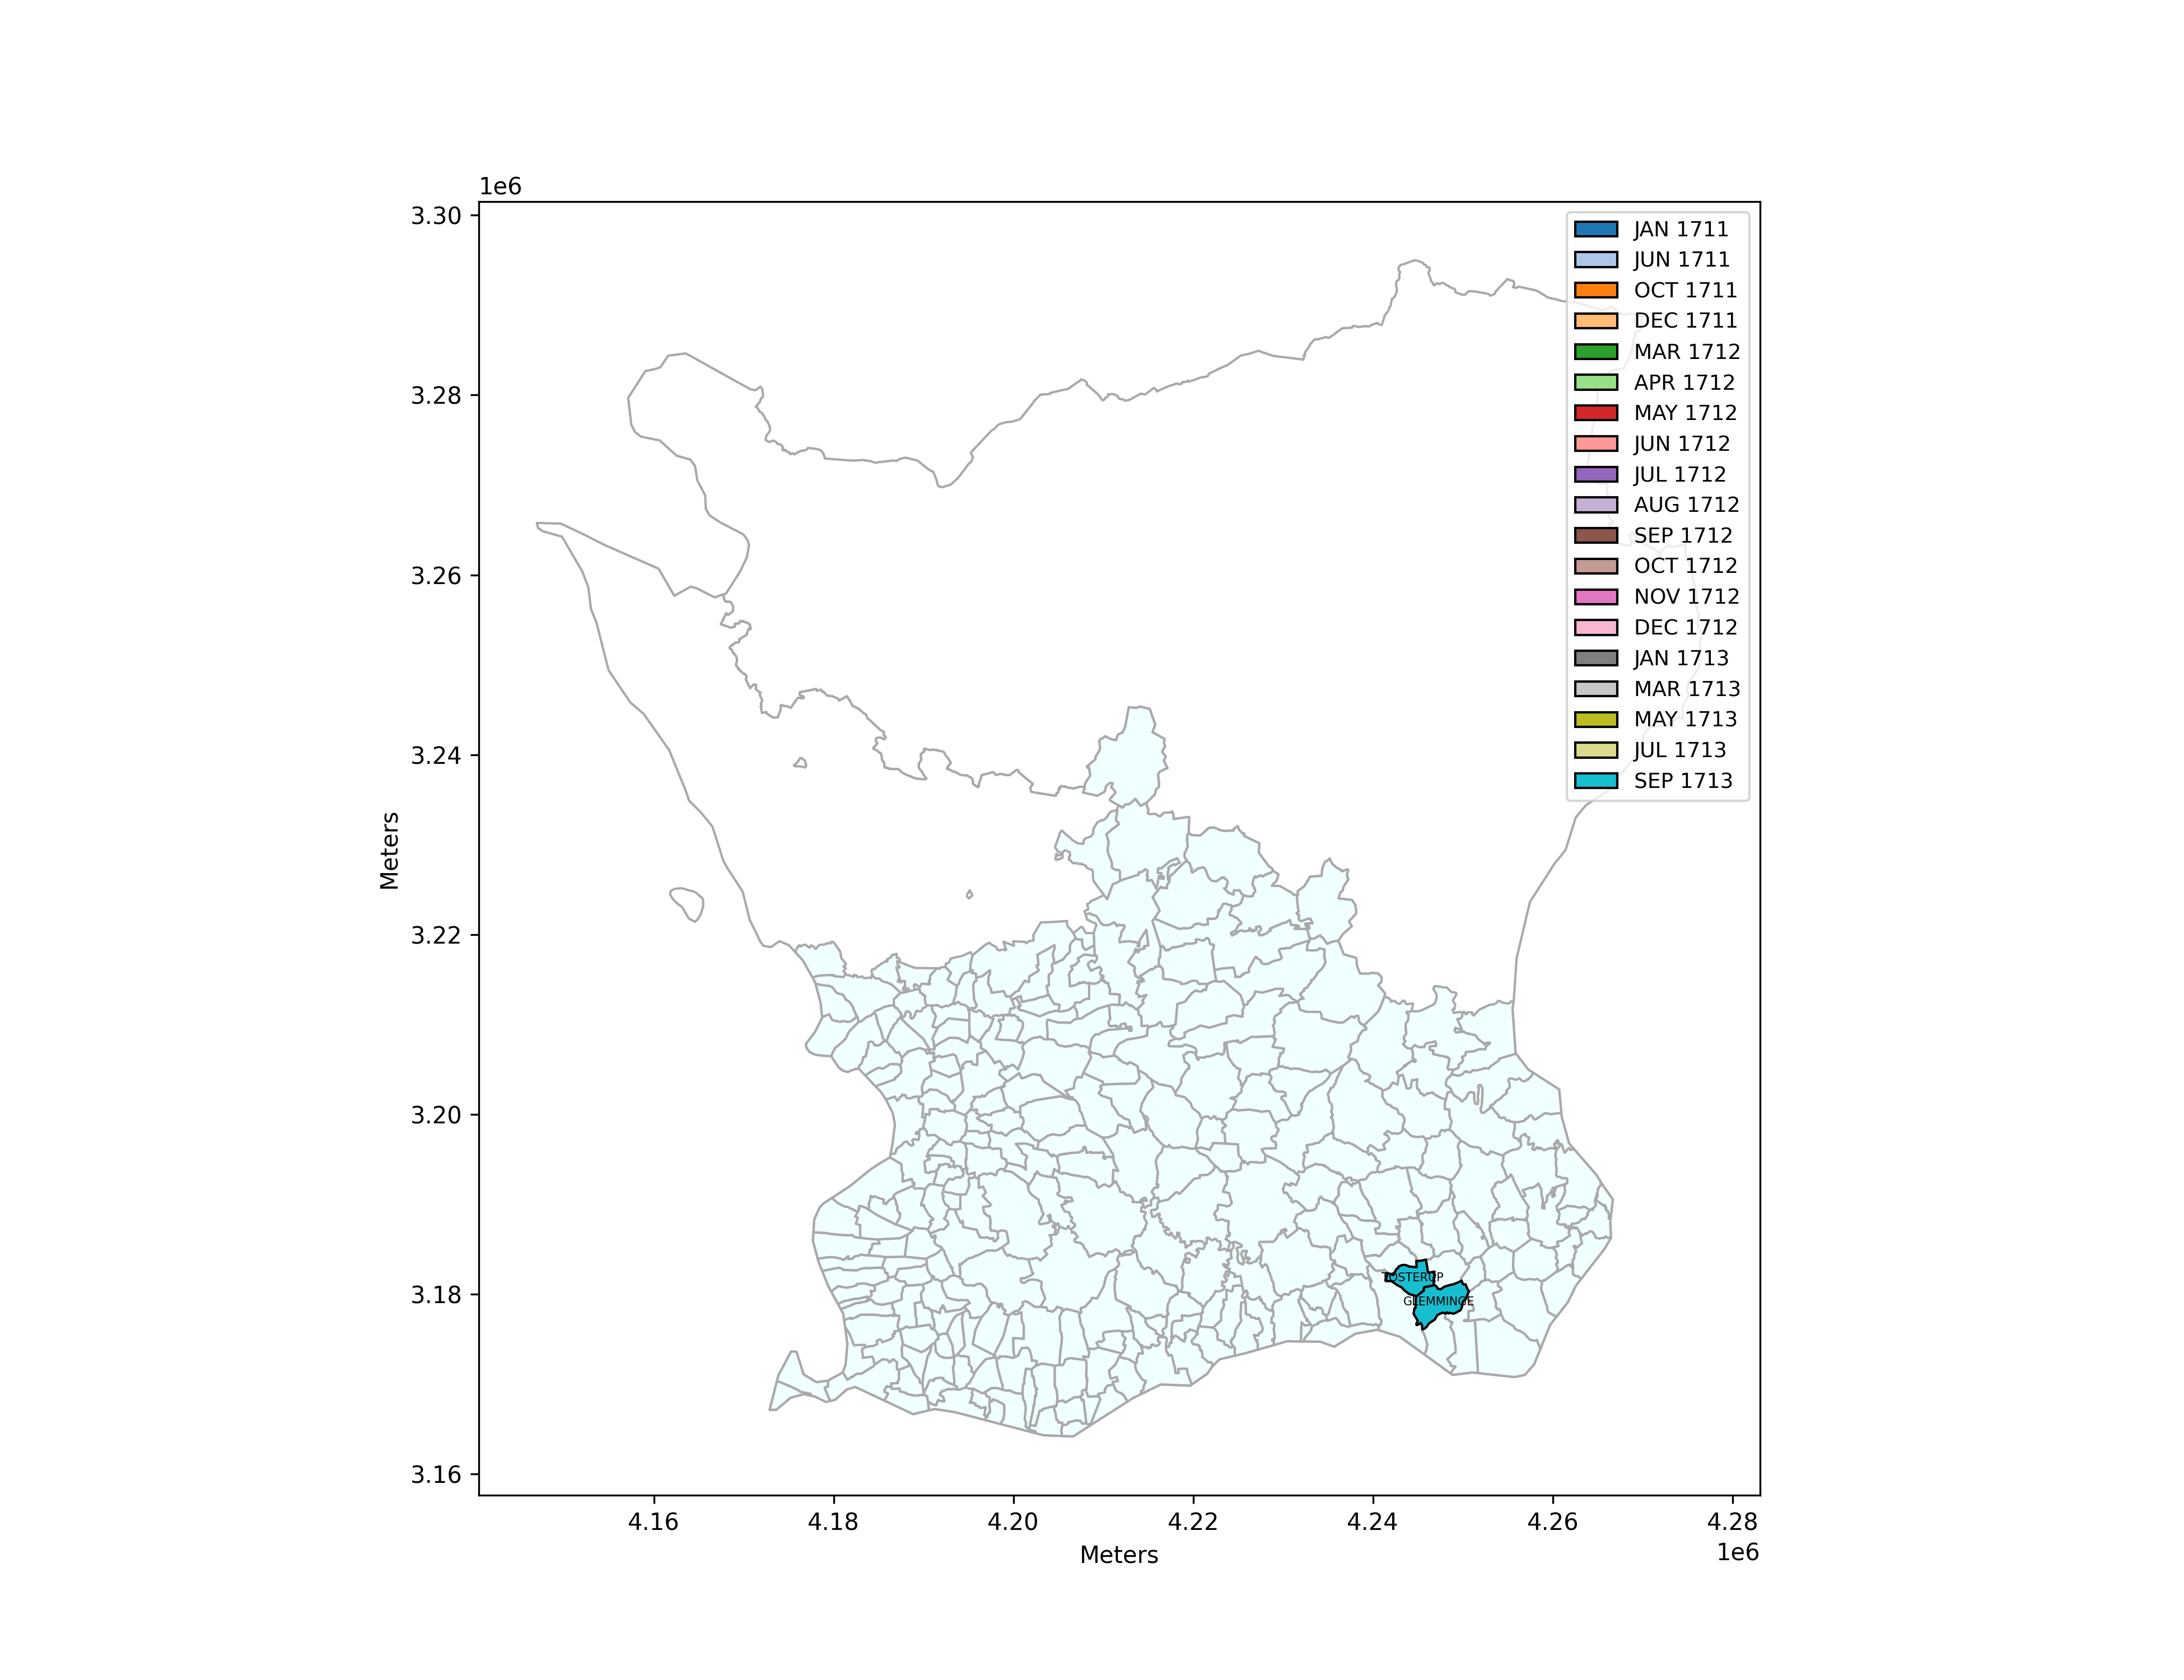 1e6
3.30
3.28
3.26
3.24
3.22
3.20
3.18
3.16
Meters
JAN 1711
JUN 1711
OCT 1711
DEC 1711
MAR 1712
APR 1712
MAY 1712
JUN 1712
JUL 1712
AUG 1712
SEP 1712
OCT 1712
NOV 1712
DEC 1712
JAN 1713
MAR 1713
MAY 1713
JUL 1713
SEP 1713
TOSTERUP
GLEMMINGE
4.16 4.18 4.20 4.22 4.24 4.26 4.28
Meters
1e6